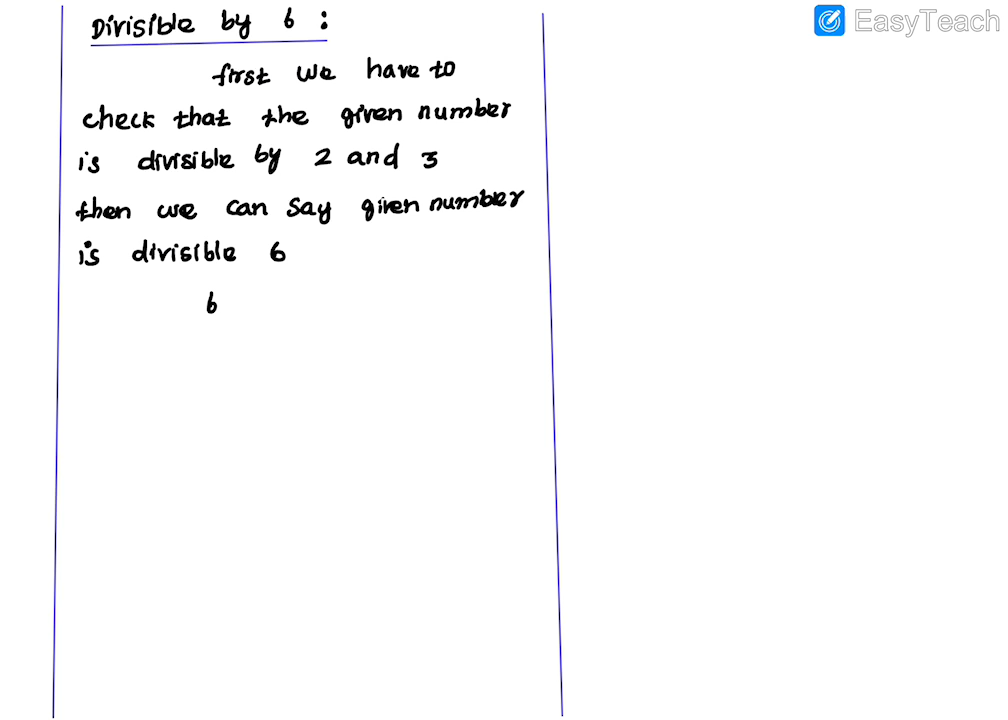 Divisible by 6 :
first we have to
check that the given number
is divisible by 2 and 3
then we can say given number
is divisible 6
6
EasyTeach